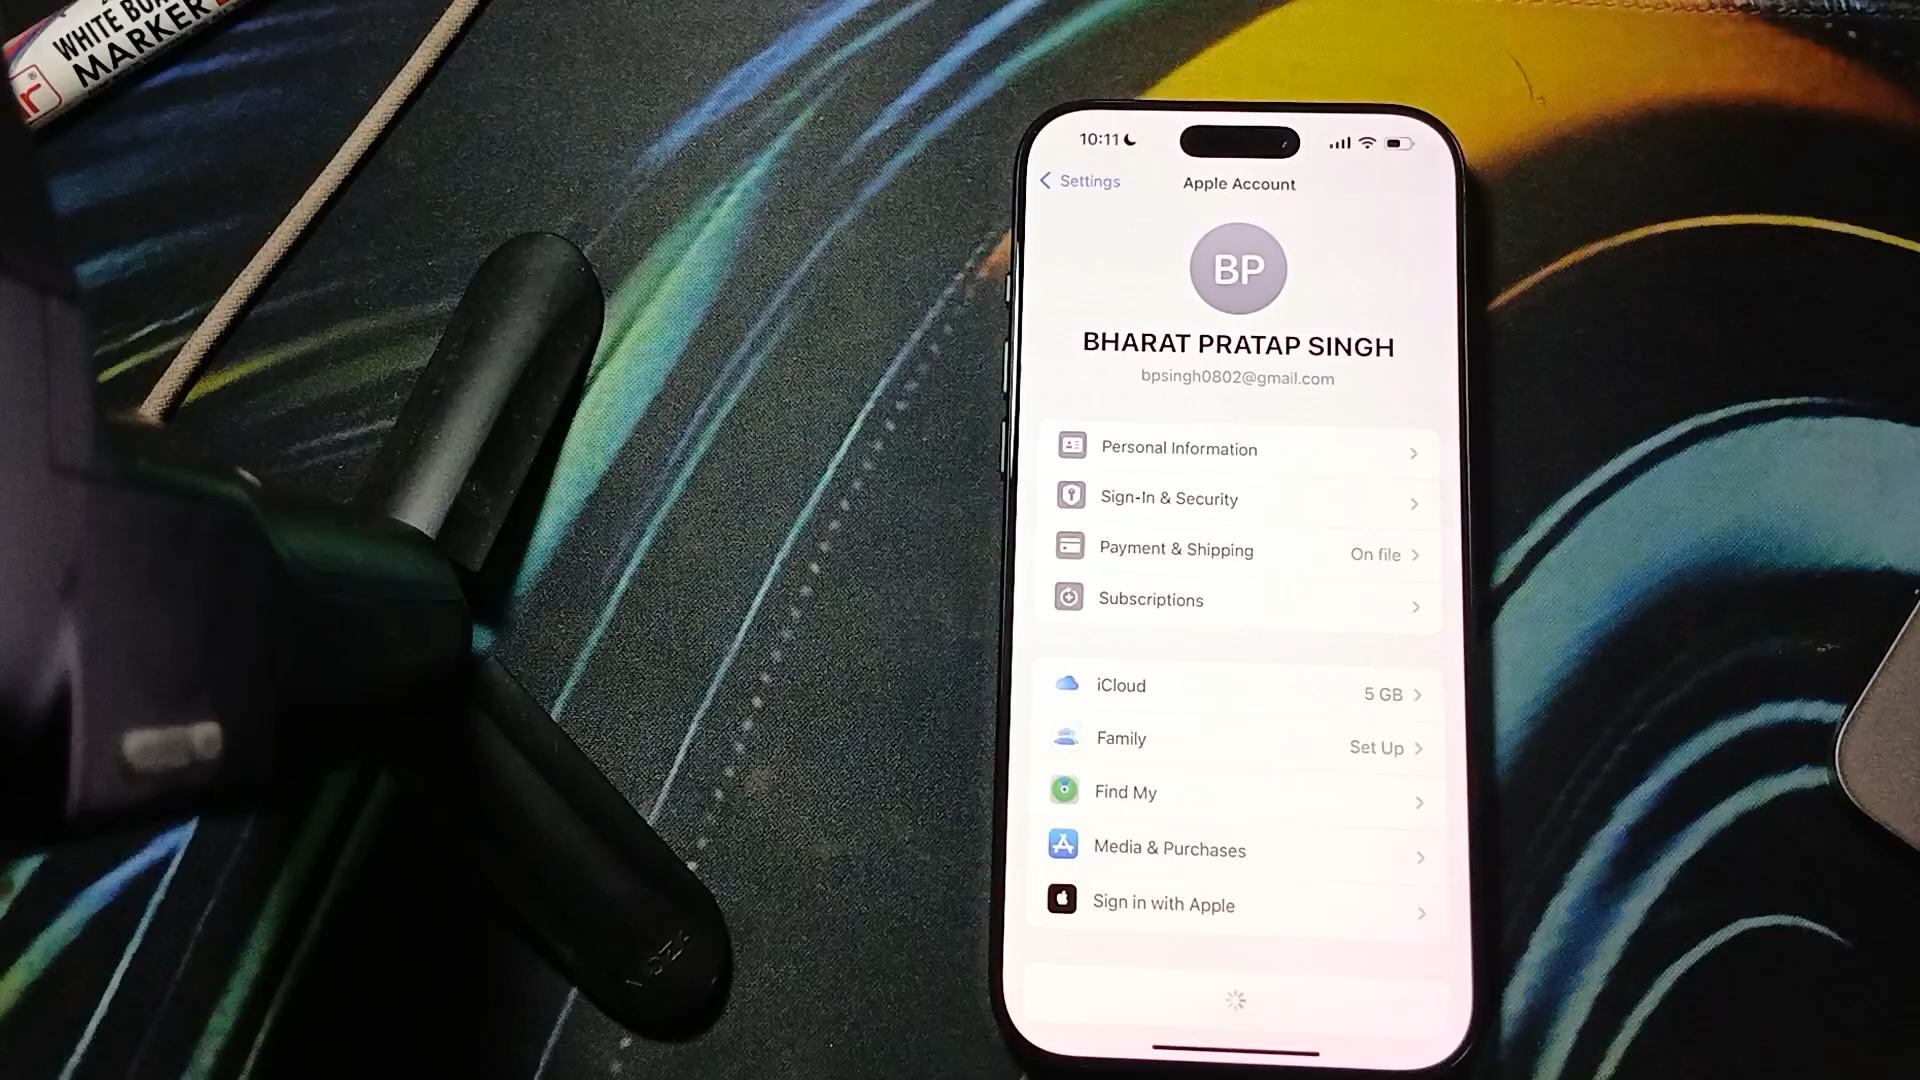 WHITE BOA
MARKER
r®
10:11
Settings
Apple Account
BP
BHARAT PRATAP SINGH
bpsingh0802@gmail.com
Personal Information
Sign-In & Security
Payment & Shipping On file
Subscriptions
iCloud 5 GB
Family Set Up
Find My
Media & Purchases
Sign in with Apple